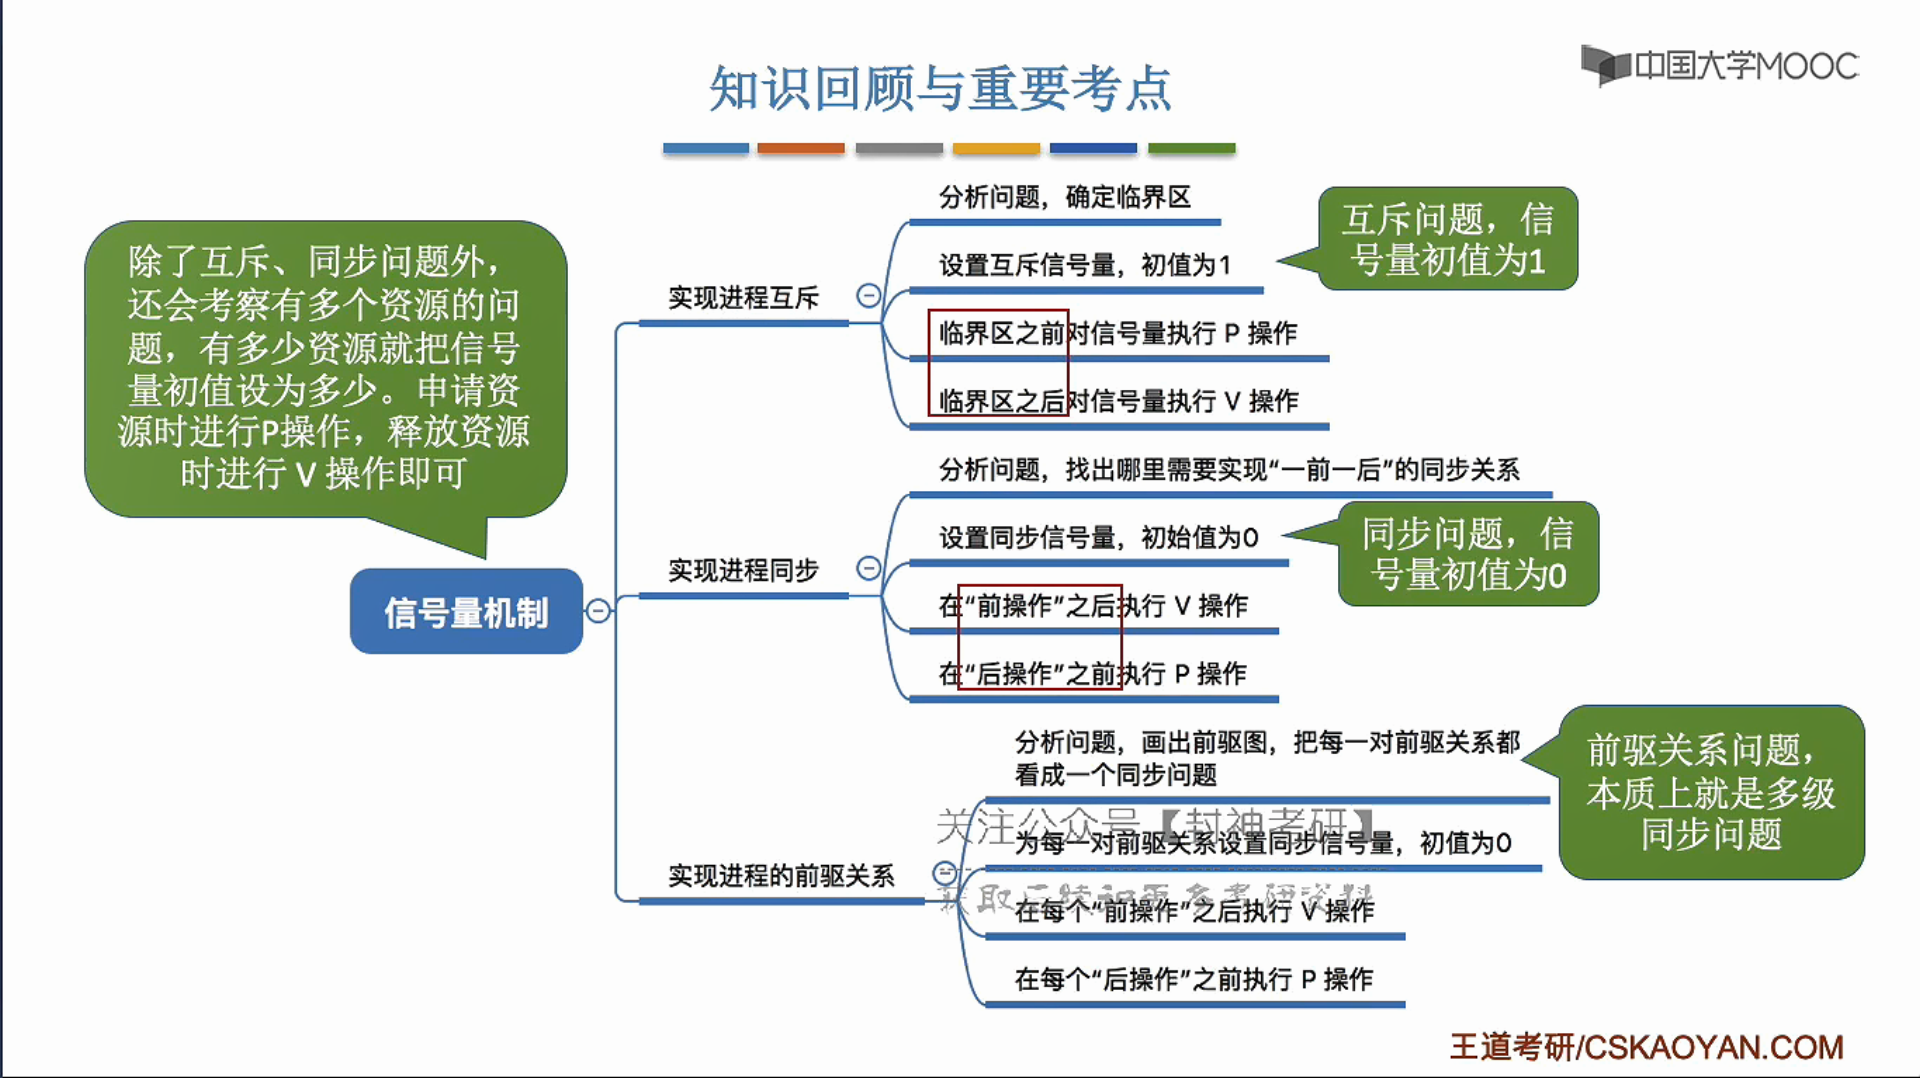 知识回顾与重要考点
中国大学MOOC
除了互斥、同步问题外，
还会考察有多个资源的问
题，有多少资源就把信号
量初值设为多少。申请资
源时进行P操作，释放资源
时进行 V 操作即可
信号量机制
实现进程互斥
分析问题，确定临界区
设置互斥信号量，初值为1
临界区之前对信号量执行 P 操作
临界区之后对信号量执行 V 操作
互斥问题，信
号量初值为1
实现进程同步
分析问题，找出哪里需要实现“一前一后”的同步关系
设置同步信号量，初始值为0
在“前操作”之后执行 V 操作
在“后操作”之前执行 P 操作
同步问题，信
号量初值为0
实现进程的前驱关系
分析问题，画出前驱图，把每一对前驱关系都
看成一个同步问题
为每一对前驱关系设置同步信号量，初值为0
在每个“前操作”之后执行 V 操作
在每个“后操作”之前执行 P 操作
前驱关系问题，
本质上就是多级
同步问题
关注公众号【封神考研】
获取后续和更多考研资料
王道考研/CSKAOYAN.COM